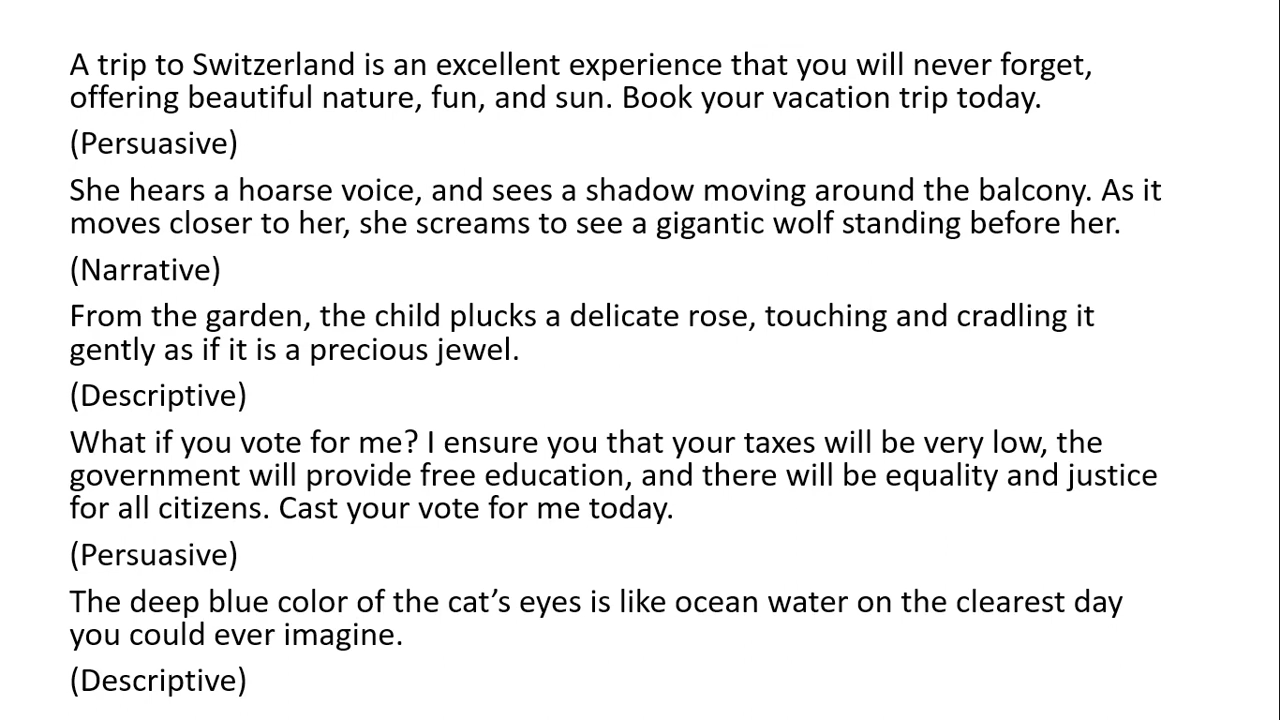 A trip to Switzerland is an excellent experience that you will never forget,
offering beautiful nature, fun, and sun. Book your vacation trip today.
(Persuasive)
She hears a hoarse voice, and sees a shadow moving around the balcony. As it
moves closer to her, she screams to see a gigantic wolf standing before her.
(Narrative)
From the garden, the child plucks a delicate rose, touching and cradling it
gently as if it is a precious jewel.
(Descriptive)
What if you vote for me? I ensure you that your taxes will be very low, the
government will provide free education, and there will be equality and justice
for all citizens. Cast your vote for me today.
(Persuasive)
The deep blue color of the cat’s eyes is like ocean water on the clearest day
you could ever imagine.
(Descriptive)